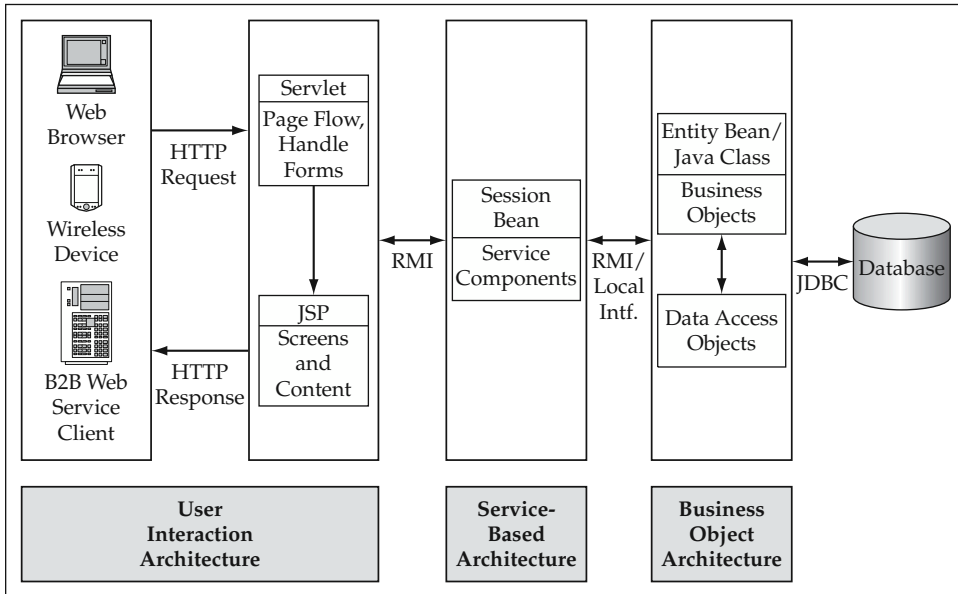 Web
Browser
Wireless
Device
B2B Web
Service
Client
HTTP
Request
HTTP
Response
Servlet
Page Flow,
Handle
Forms
JSP
Screens
and
Content
RMI
Session
Bean
Service
Components
RMI/
Local
Intf.
Entity Bean/
Java Class
Business
Objects
Data Access
Objects
JDBC
Database
User
Interaction
Architecture
Service-
Based
Architecture
Business
Object
Architecture